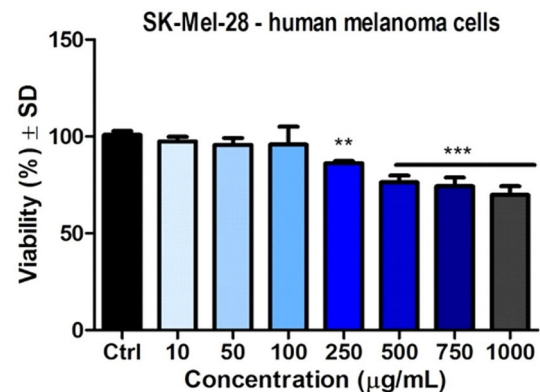 SK-Mel-28 - human melanoma cells
Viability (%) ± SD
150
100
50
0
**
***
Ctrl 10 50 100 250 500 750 1000
Concentration (μg/mL)